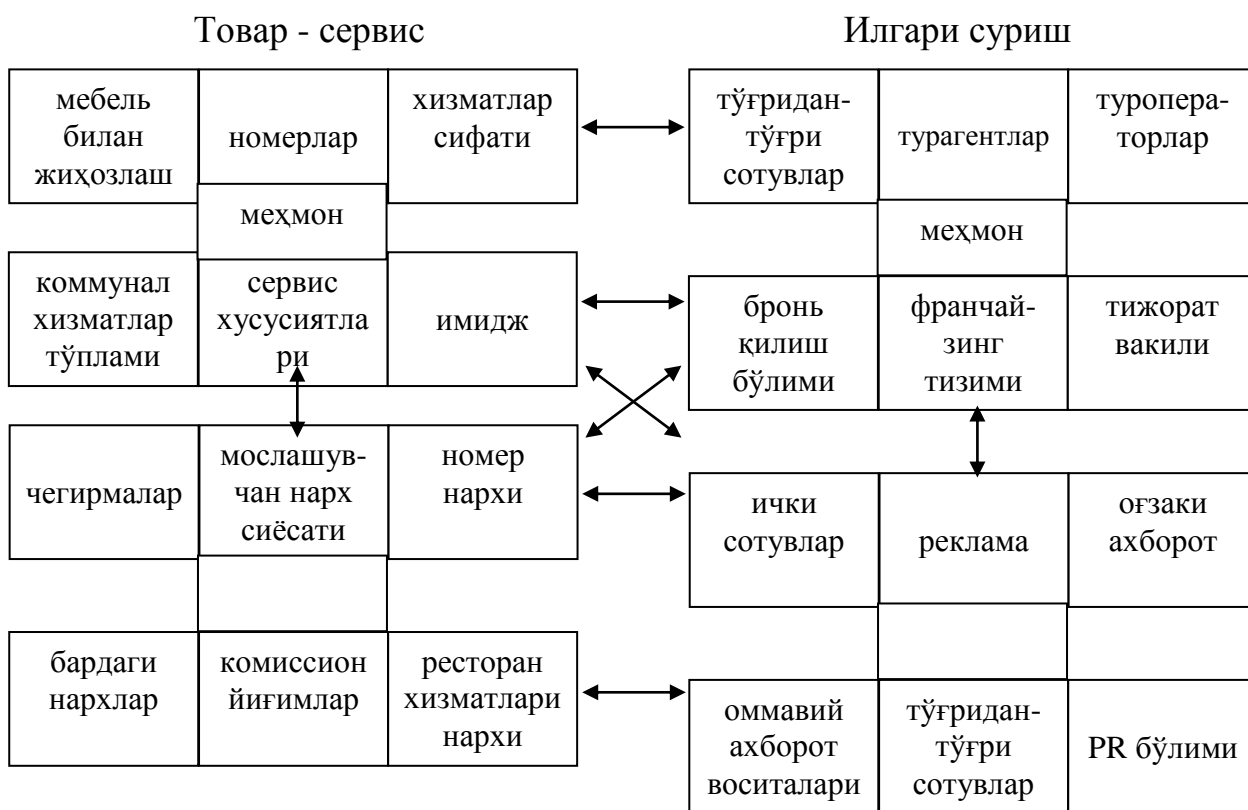 Товар - сервис
Илгари суриш
мебель
билан
жиҳозлаш
номерлар
хизматлар
сифати
тўғридан-
тўғри
сотувлар
турагентлар
туропера-
торлар
меҳмон
меҳмон
коммунал
хизматлар
тўплами
сервис
хусусиятла
ри
имидж
бронь
қилиш
бўлими
франчай-
зинг
тизими
тижорат
вакили
чегирмалар
мослашув-
чан нарх
сиёсати
номер
нархи
ички
сотувлар
реклама
оғзаки
ахборот
бардаги
нархлар
комиссион
йиғимлар
ресторан
хизматлари
нархи
оммавий
ахборот
воситалари
тўғридан-
тўғри
сотувлар
PR бўлими